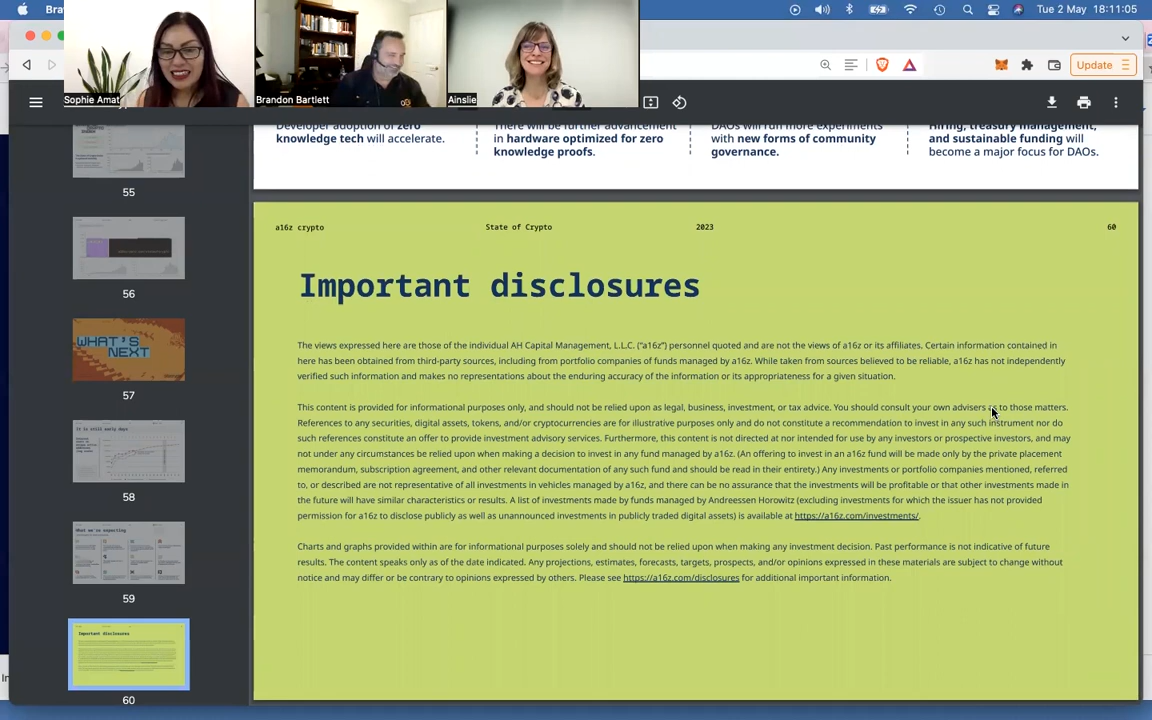 Bra
Tue 2 May 18:11:05
Sophie Amat
Brandon Bartlett
Ainslie
Update
Developer adoption of zero
knowledge tech will accelerate.
There will be further advancement
in hardware optimized for zero
knowledge proofs.
DAOs will run more experiments
with new forms of community
governance.
Hiring, treasury management,
and sustainable funding will
become a major focus for DAOs.
55
56
WHAT'S
NEXT
57
It is still early days
58
What we're expecting
59
Important disclosures
60
a16z crypto
State of Crypto
2023
60
Important disclosures
The views expressed here are those of the individual AH Capital Management, L.L.C. (“a16z”) personnel quoted and are not the views of a16z or its affiliates. Certain information contained in
here has been obtained from third-party sources, including from portfolio companies of funds managed by a16z. While taken from sources believed to be reliable, a16z has not independently
verified such information and makes no representations about the enduring accuracy of the information or its appropriateness for a given situation.
This content is provided for informational purposes only, and should not be relied upon as legal, business, investment, or tax advice. You should consult your own advisers as to those matters.
References to any securities, digital assets, tokens, and/or cryptocurrencies are for illustrative purposes only and do not constitute a recommendation to invest in any such instrument nor do
such references constitute an offer to provide investment advisory services. Furthermore, this content is not directed at nor intended for use by any investors or prospective investors, and may
not under any circumstances be relied upon when making a decision to invest in any fund managed by a16z. (An offering to invest in an a16z fund will be made only by the private placement
memorandum, subscription agreement, and other relevant documentation of any such fund and should be read in their entirety.) Any investments or portfolio companies mentioned, referred
to, or described are not representative of all investments in vehicles managed by a16z, and there can be no assurance that the investments will be profitable or that other investments made in
the future will have similar characteristics or results. A list of investments made by funds managed by Andreessen Horowitz (excluding investments for which the issuer has not provided
permission for a16z to disclose publicly as well as unannounced investments in publicly traded digital assets) is available at https://a16z.com/investments/.
Charts and graphs provided within are for informational purposes solely and should not be relied upon when making any investment decision. Past performance is not indicative of future
results. The content speaks only as of the date indicated. Any projections, estimates, forecasts, targets, prospects, and/or opinions expressed in these materials are subject to change without
notice and may differ or be contrary to opinions expressed by others. Please see https://a16z.com/disclosures for additional important information.